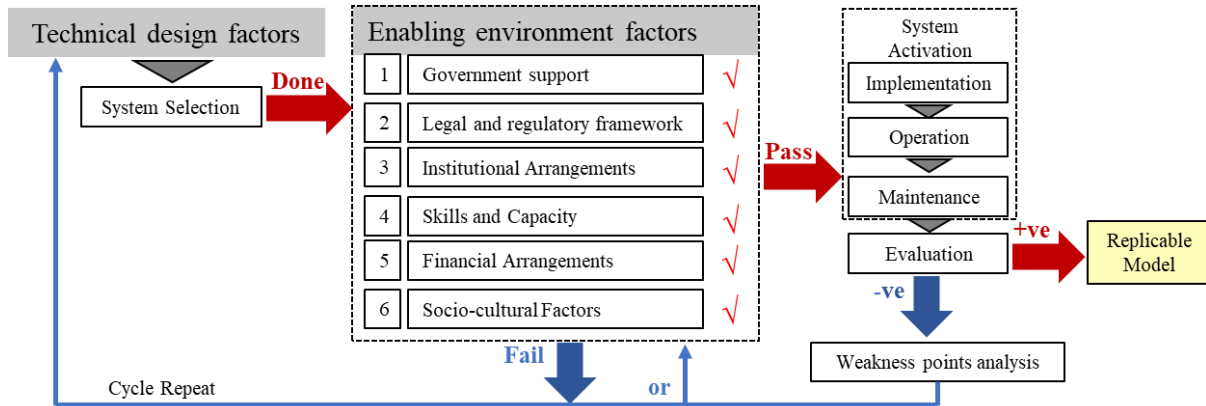 Technical design factors
System Selection
Done
Enabling environment factors
1 Government support √
2 Legal and regulatory framework √
3 Institutional Arrangements √
4 Skills and Capacity √
5 Financial Arrangements √
6 Socio-cultural Factors √
Pass
System
Activation
Implementation
Operation
Maintenance
Evaluation
+ve
Replicable
Model
-ve
Weakness points analysis
Fail
or
Cycle Repeat